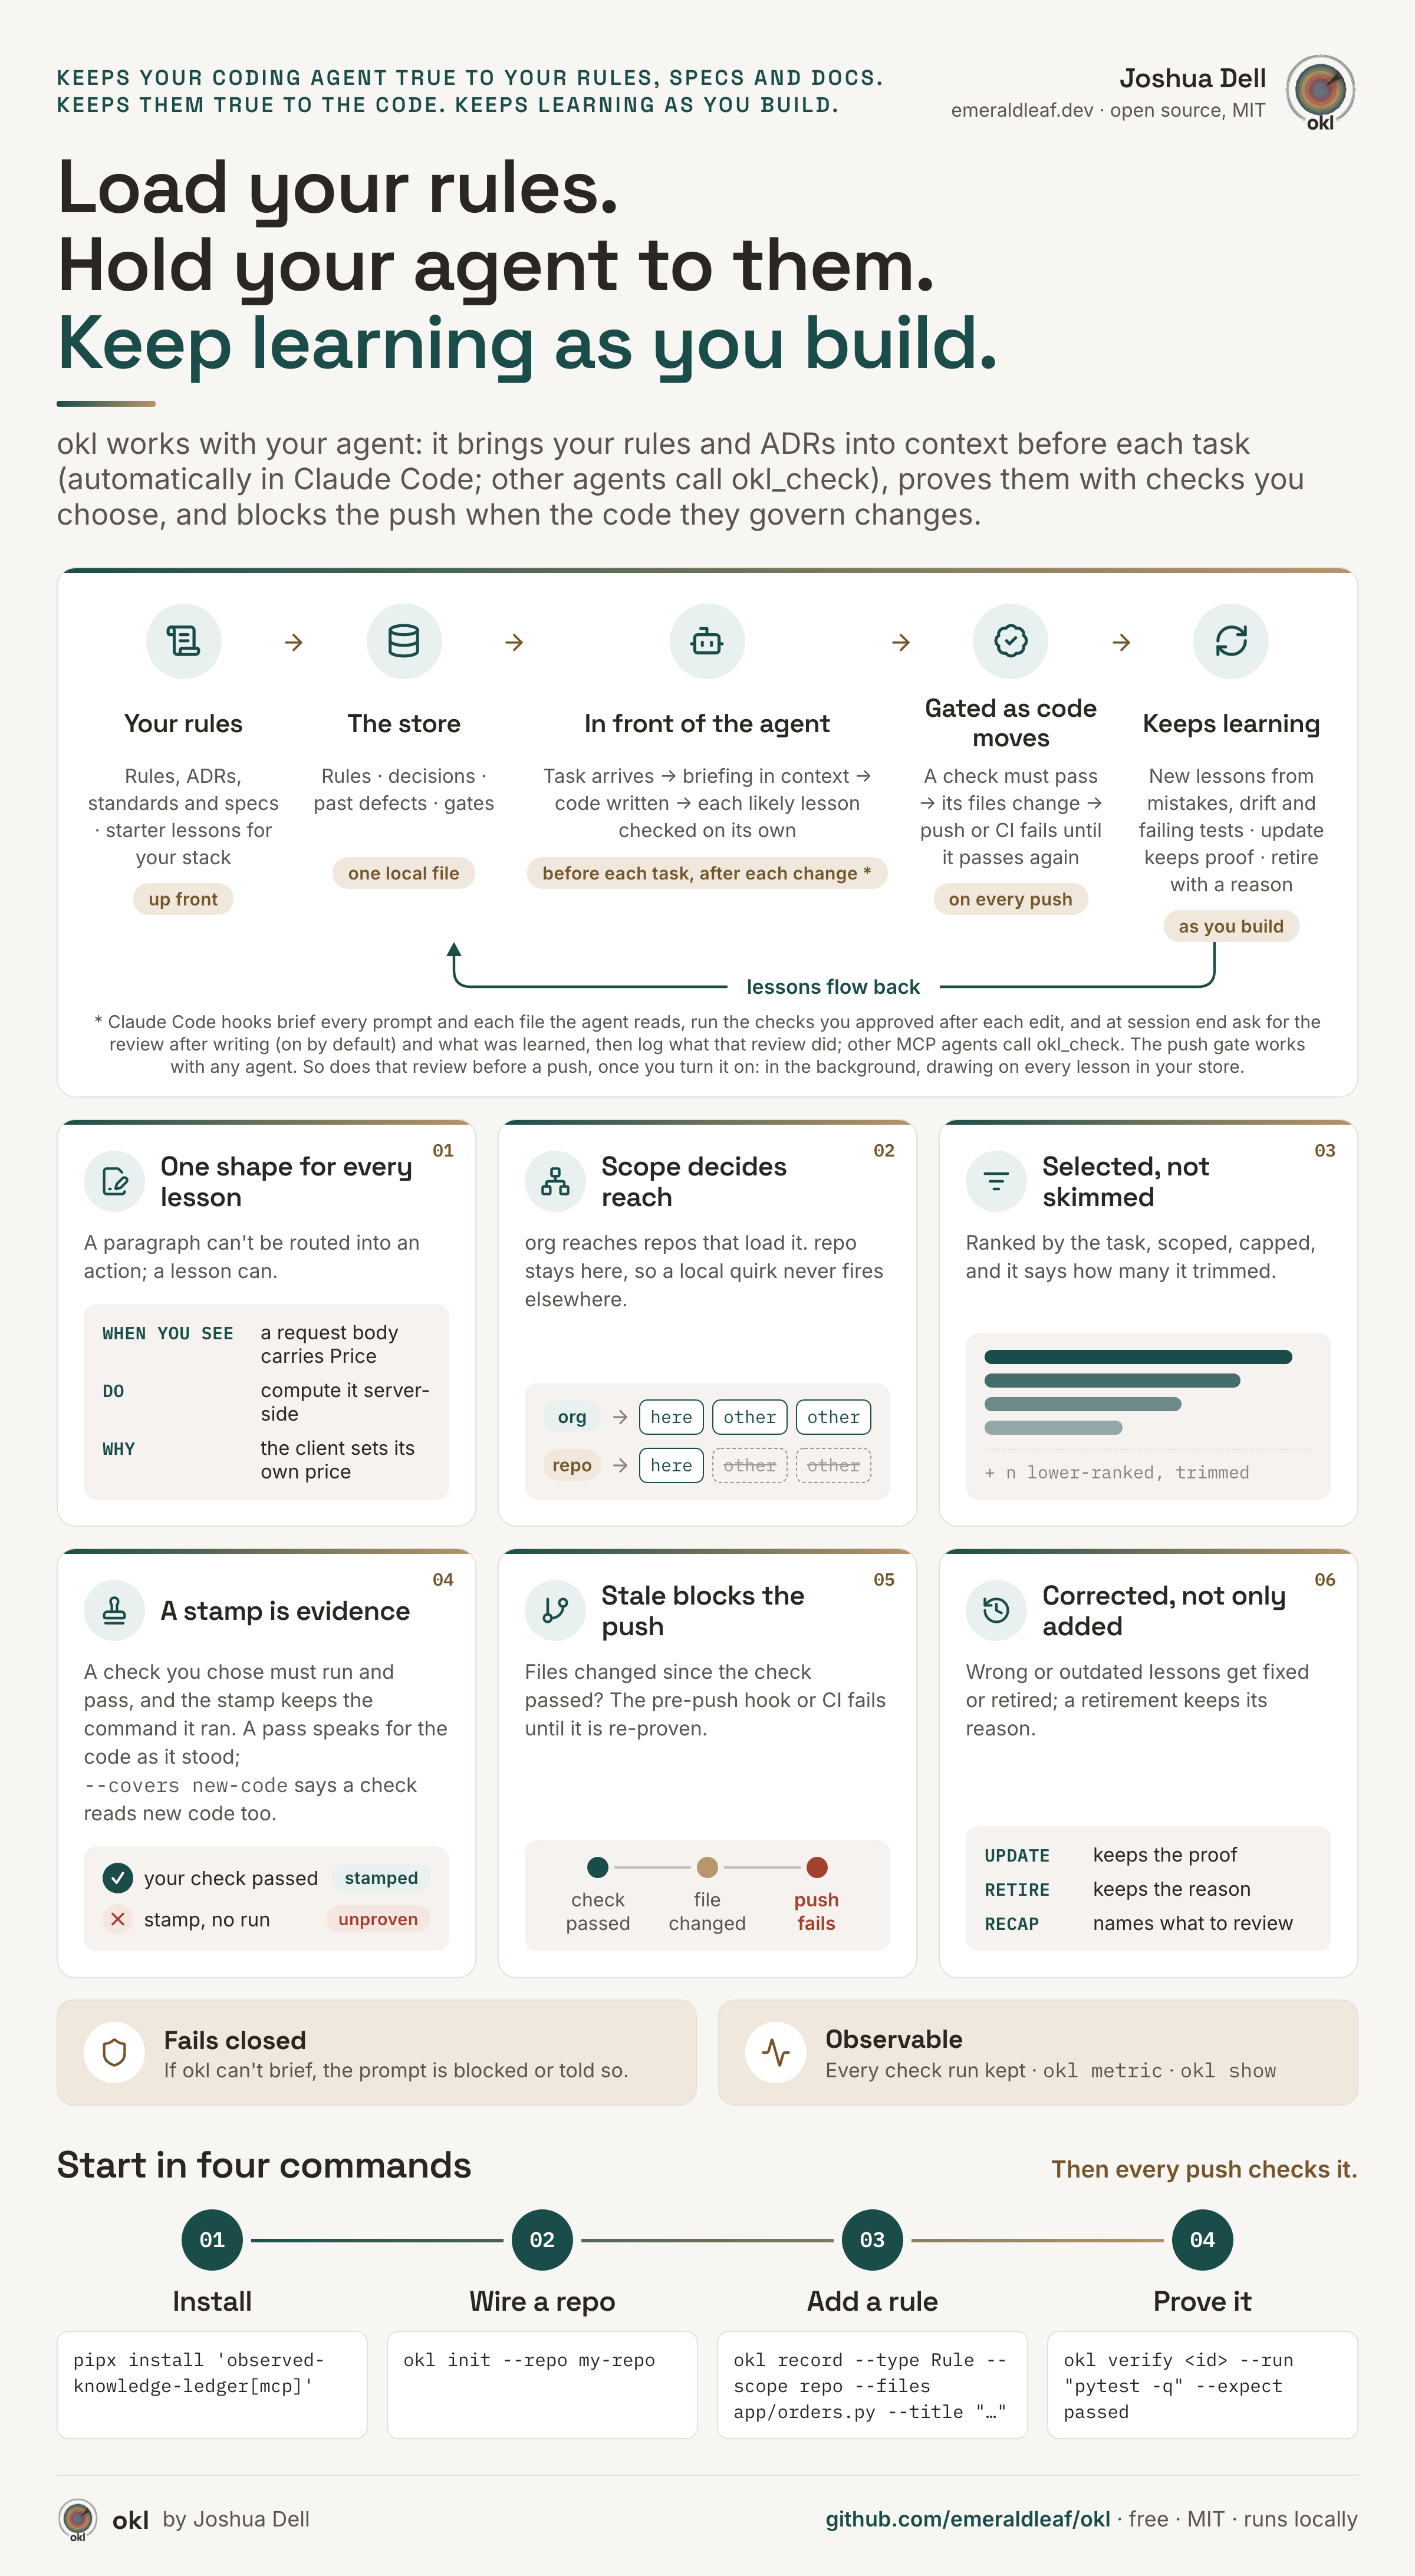 KEEPS YOUR CODING AGENT TRUE TO YOUR RULES, SPECS AND DOCS.
KEEPS THEM TRUE TO THE CODE. KEEPS LEARNING AS YOU BUILD.
Joshua Dell
emeraldleaf.dev · open source, MIT
okl
Load your rules.
Hold your agent to them.
Keep learning as you build.
okl works with your agent: it brings your rules and ADRs into context before each task
(automatically in Claude Code; other agents call okl_check), proves them with checks you
choose, and blocks the push when the code they govern changes.
Your rules
Rules, ADRs,
standards and specs
· starter lessons for
your stack
up front
The store
Rules · decisions ·
past defects · gates
one local file
In front of the agent
Task arrives → briefing in context →
code written → each likely lesson
checked on its own
before each task, after each change *
Gated as code
moves
A check must pass
→ its files change →
push or CI fails until
it passes again
on every push
Keeps learning
New lessons from
mistakes, drift and
failing tests · update
keeps proof · retire
with a reason
as you build
lessons flow back
* Claude Code hooks brief every prompt and each file the agent reads, run the checks you approved after each edit, and at session end ask for the
review after writing (on by default) and what was learned, then log what that review did; other MCP agents call okl_check. The push gate works
with any agent. So does that review before a push, once you turn it on: in the background, drawing on every lesson in your store.
01
One shape for every
lesson
A paragraph can't be routed into an
action; a lesson can.
WHEN YOU SEE a request body
carries Price
DO compute it server-
side
WHY the client sets its
own price
02
Scope decides
reach
org reaches repos that load it. repo
stays here, so a local quirk never fires
elsewhere.
org → here other other
repo → here other other
03
Selected, not
skimmed
Ranked by the task, scoped, capped,
and it says how many it trimmed.
+ n lower-ranked, trimmed
04
A stamp is evidence
A check you chose must run and
pass, and the stamp keeps the
command it ran. A pass speaks for the
code as it stood;
--covers new-code says a check
reads new code too.
your check passed stamped
stamp, no run unproven
05
Stale blocks the
push
Files changed since the check
passed? The pre-push hook or CI fails
until it is re-proven.
check
passed
file
changed
push
fails
06
Corrected, not only
added
Wrong or outdated lessons get fixed
or retired; a retirement keeps its
reason.
UPDATE keeps the proof
RETIRE keeps the reason
RECAP names what to review
Fails closed
If okl can't brief, the prompt is blocked or told so.
Observable
Every check run kept · okl metric · okl show
Start in four commands
Then every push checks it.
01
Install
pipx install 'observed-
knowledge-ledger[mcp]'
02
Wire a repo
okl init --repo my-repo
03
Add a rule
okl record --type Rule --
scope repo --files
app/orders.py --title "…"
04
Prove it
okl verify <id> --run
"pytest -q" --expect
passed
okl
okl by Joshua Dell
github.com/emeraldleaf/okl · free · MIT · runs locally